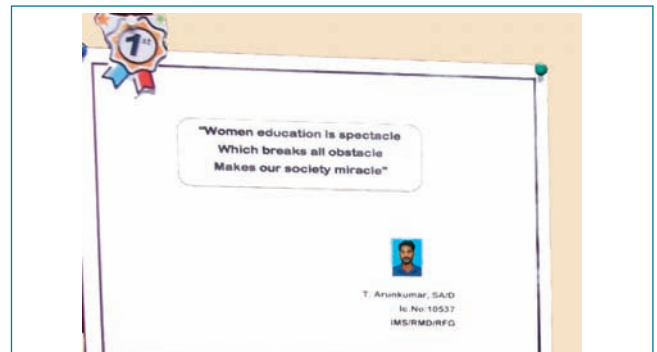 1st
"Women education is spectacle
Which breaks all obstacle
Makes our society miracle"
T. Arunkumar, SA/D
Ic.No:10537
IMS/RMD/RFG